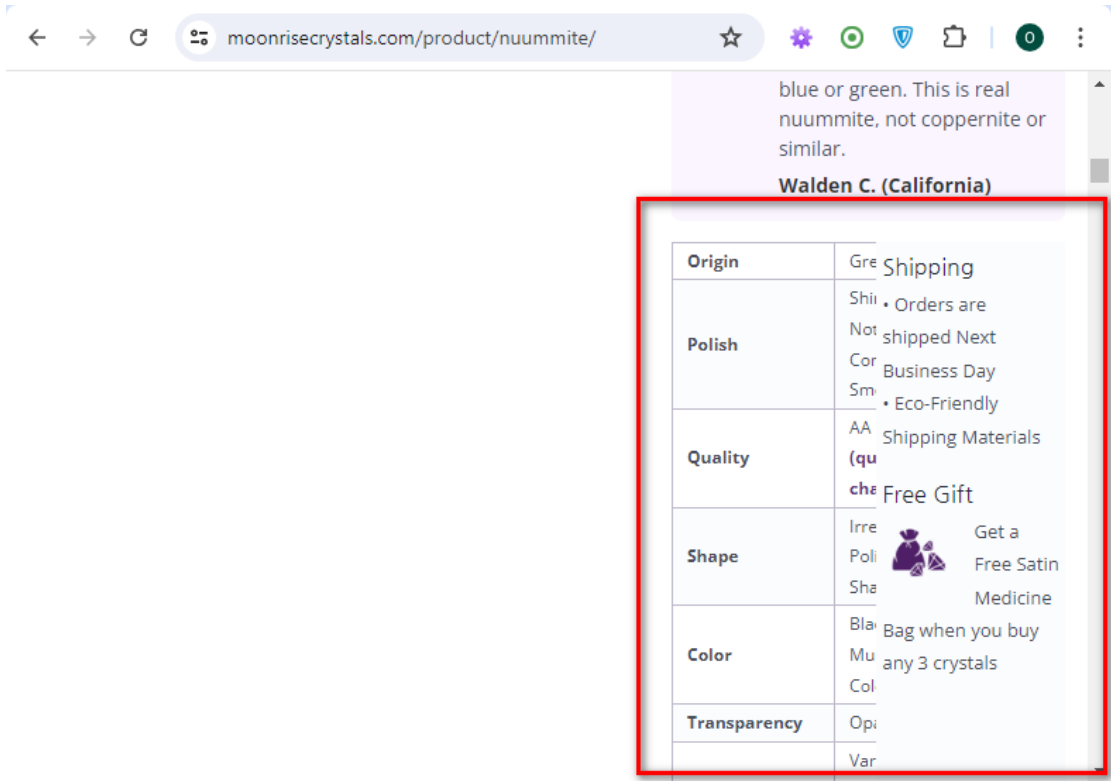 moonrisecrystals.com/product/nuummite/
O
blue or green. This is real
nuummite, not coppernite or
similar.
Walden C. (California)
Origin
Polish
Quality
AA
(qu
Shape
Color
Transparency
Shipping
• Orders are
shipped Next
Business Day
• Eco-Friendly
Shipping Materials
Free Gift
Get a
Free Satin
Medicine
Bag when you buy
any 3 crystals